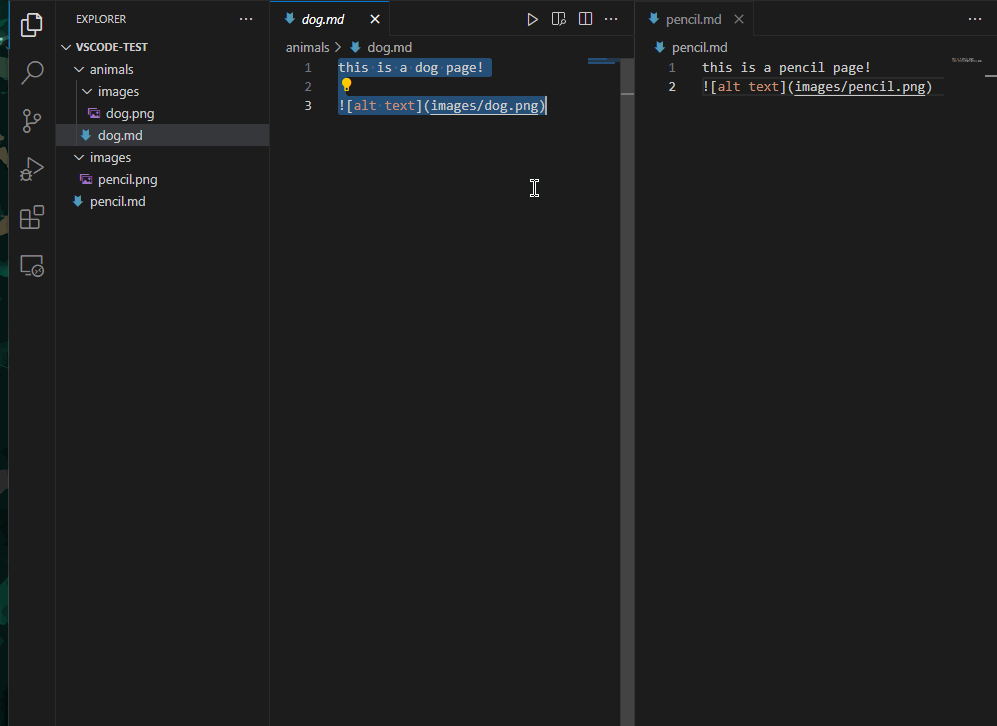 EXPLORER
VSCODE-TEST
animals
images
dog.png
dog.md
images
pencil.png
pencil.md
dog.md
animals > dog.md
1 this is a dog page!
2
3 ![alt text](images/dog.png)
pencil.md
pencil.md
1 this is a pencil page!
2 ![alt text](images/pencil.png)